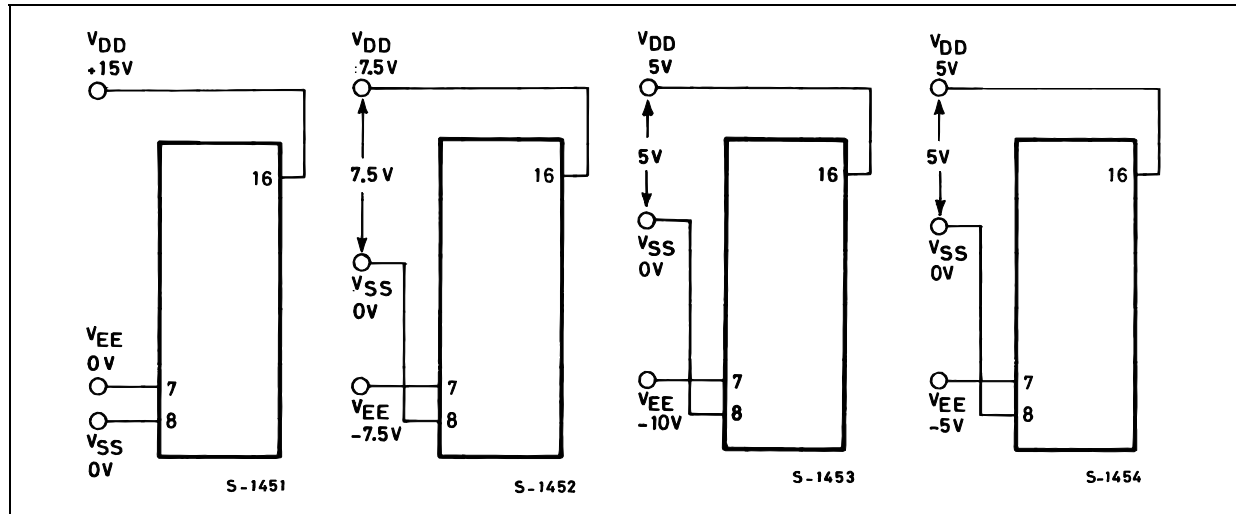 VDD
+15V
16
VEE
0V
7
8
VSS
0V
S-1451
VDD
:7.5V
7.5V
16
VSS
0V
7
VEE
-7.5V
8
S-1452
VDD
5V
5V
16
VSS
0V
7
VEE
-10V
8
S-1453
VDD
5V
5V
16
VSS
0V
7
VEE
-5V
8
S-1454